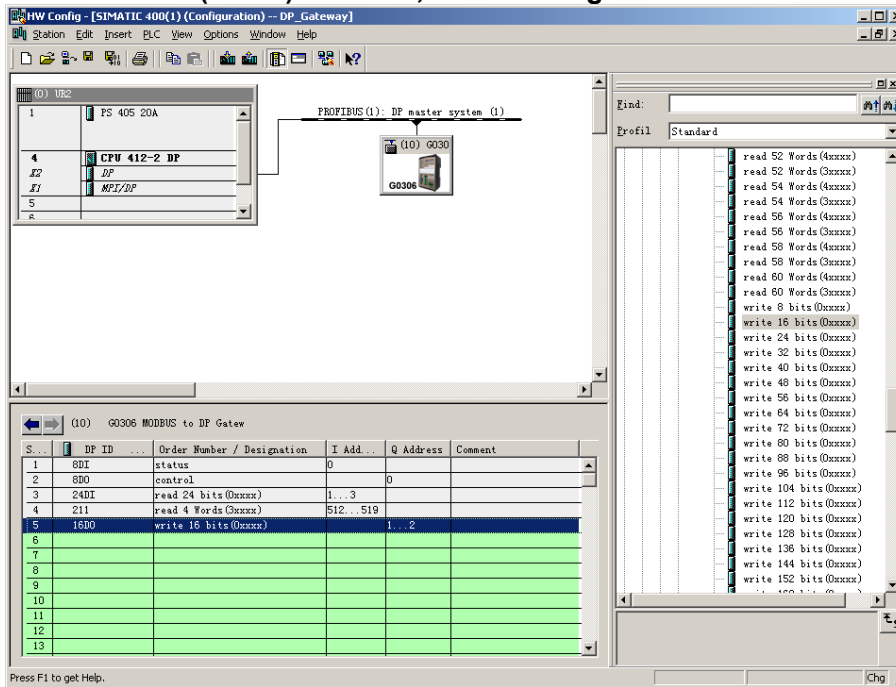 HW Config - [SIMATIC 400(1) (Configuration) -- DP_Gateway]
Station Edit Insert PLC View Options Window Help
(0) UR2
1 PS 405 20A
4 CPU 412-2 DP
X2 DP
X1 MPI/DP
5
6
PROFIBUS(1): DP master system (1)
(10) G030
G0306
Find:
Profil Standard
read 52 Words(4xxxx)
read 52 Words(3xxxx)
read 54 Words(4xxxx)
read 54 Words(3xxxx)
read 56 Words(4xxxx)
read 56 Words(3xxxx)
read 58 Words(4xxxx)
read 58 Words(3xxxx)
read 60 Words(4xxxx)
read 60 Words(3xxxx)
write 8 bits(0xxxx)
write 16 bits(0xxxx)
write 24 bits(0xxxx)
write 32 bits(0xxxx)
write 40 bits(0xxxx)
write 48 bits(0xxxx)
write 56 bits(0xxxx)
write 64 bits(0xxxx)
write 72 bits(0xxxx)
write 80 bits(0xxxx)
write 88 bits(0xxxx)
write 96 bits(0xxxx)
write 104 bits(0xxxx)
write 112 bits(0xxxx)
write 120 bits(0xxxx)
write 128 bits(0xxxx)
write 136 bits(0xxxx)
write 144 bits(0xxxx)
write 152 bits(0xxxx)
(10) G0306 MODBUS to DP Gatew
S... DP ID ... Order Number / Designation I Add... Q Address Comment
1 8DI status 0
2 8DO control 0
3 24DI read 24 bits(0xxxx) 1...3
4 211 read 4 Words(3xxxx) 512...519
5 16DO write 16 bits(0xxxx) 1...2
6
7
8
9
10
11
12
13
Press F1 to get Help.
Chg